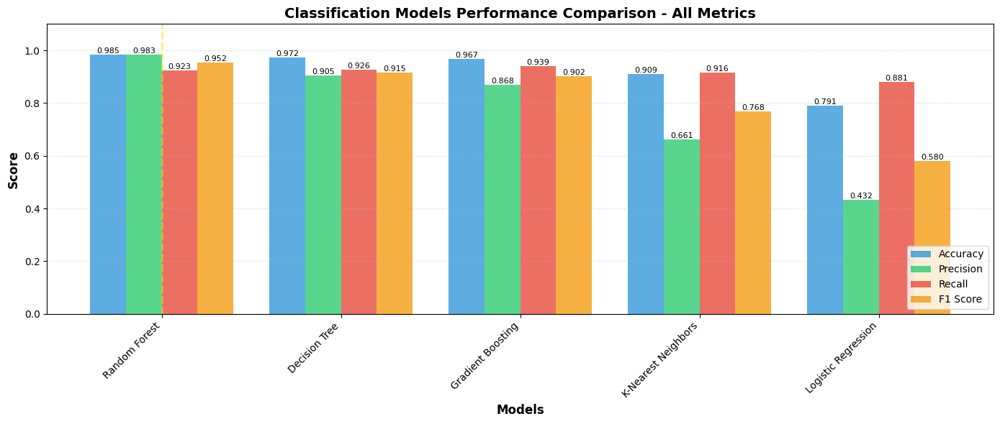 Classification Models Performance Comparison - All Metrics
Score
1.0
0.8
0.6
0.4
0.2
0.0
0.985 0.983 0.923 0.952
0.972 0.905 0.926 0.915
0.967 0.868 0.939 0.902
0.909 0.661 0.916 0.768
0.791 0.432 0.881 0.580
Accuracy
Precision
Recall
F1 Score
Random Forest
Decision Tree
Gradient Boosting
K-Nearest Neighbors
Logistic Regression
Models